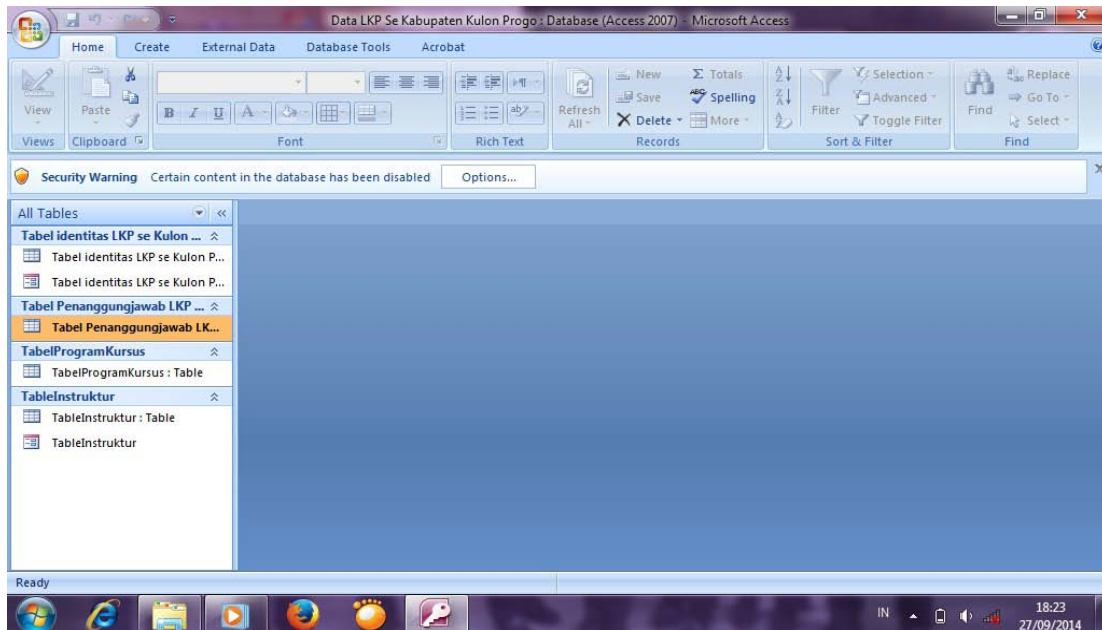 Data LKP Se Kabupaten Kulon Progo : Database (Access 2007) - Microsoft Access
Home Create External Data Database Tools Acrobat
View Paste B I U A ab New Save Delete Totals Spelling More Refresh All Filter Selection Advanced Toggle Filter Find Replace Go To Select
Views Clipboard Font Rich Text Records Sort & Filter Find
Security Warning Certain content in the database has been disabled Options...
All Tables
Tabel identitas LKP se Kulon ...
Tabel identitas LKP se Kulon P...
Tabel identitas LKP se Kulon P...
Tabel Penanggungjawab LKP ...
Tabel Penanggungjawab LK...
TabelProgramKursus
TabelProgramKursus : Table
TableInstruktur
TableInstruktur : Table
TableInstruktur
Ready
IN 18:23
27/09/2014